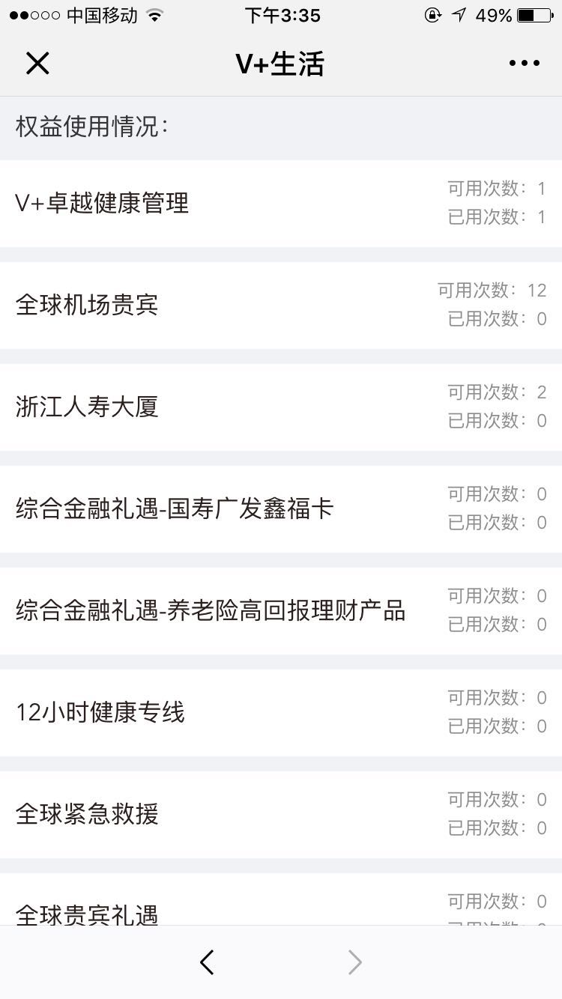 中国移动 下午3:35 49%
V+生活
权益使用情况：
V+卓越健康管理
可用次数：1
已用次数：1
全球机场贵宾
可用次数：12
已用次数：0
浙江人寿大厦
可用次数：2
已用次数：0
综合金融礼遇-国寿广发鑫福卡
可用次数：0
已用次数：0
综合金融礼遇-养老险高回报理财产品
可用次数：0
已用次数：0
12小时健康专线
可用次数：0
已用次数：0
全球紧急救援
可用次数：0
已用次数：0
全球贵宾礼遇
可用次数：0